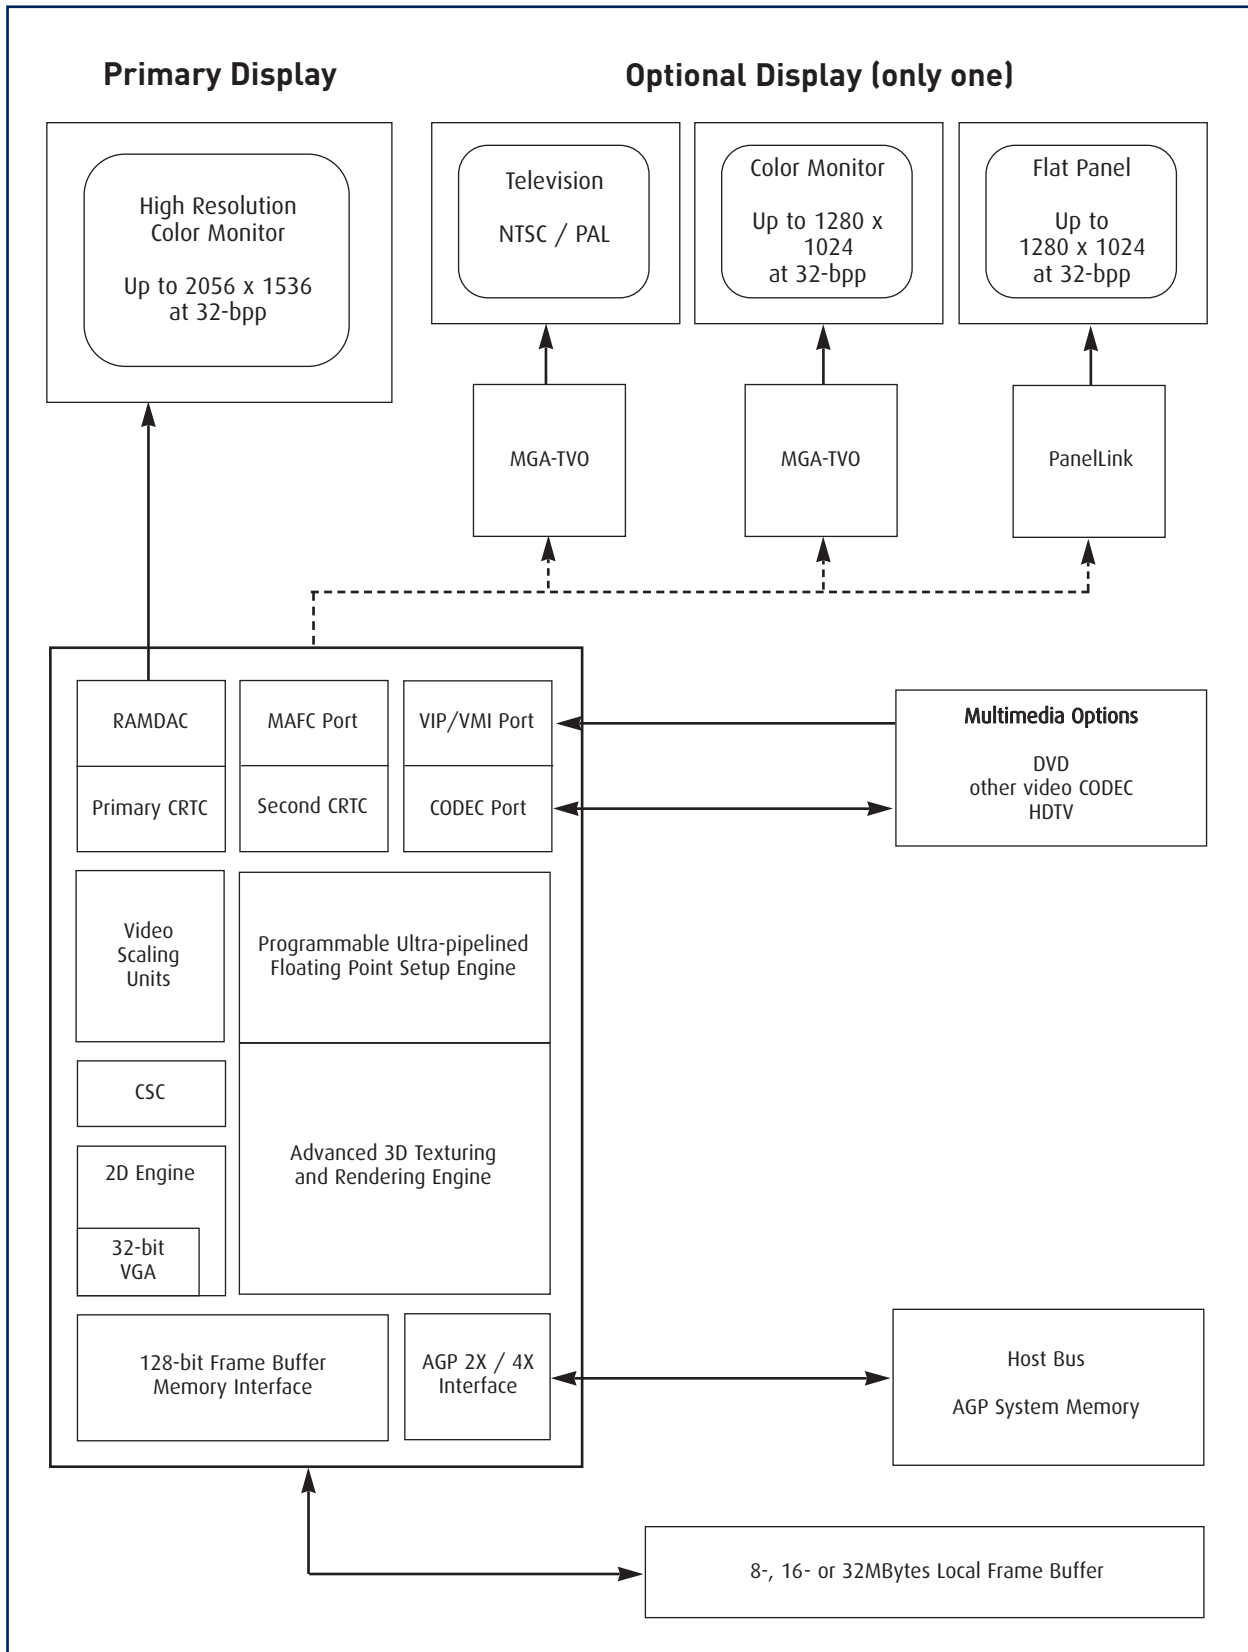 Primary Display
Optional Display (only one)
High Resolution
Color Monitor
Up to 2056 x 1536
at 32-bpp
Television
NTSC / PAL
Color Monitor
Up to 1280 x
1024
at 32-bpp
Flat Panel
Up to
1280 x 1024
at 32-bpp
MGA-TVO
MGA-TVO
PanelLink
RAMDAC
MAFC Port
VIP/VMI Port
Primary CRTC
Second CRTC
CODEC Port
Multimedia Options
DVD
other video CODEC
HDTV
Video
Scaling
Units
Programmable Ultra-pipelined
Floating Point Setup Engine
CSC
2D Engine
32-bit
VGA
Advanced 3D Texturing
and Rendering Engine
128-bit Frame Buffer
Memory Interface
AGP 2X / 4X
Interface
Host Bus
AGP System Memory
8-, 16- or 32MBytes Local Frame Buffer